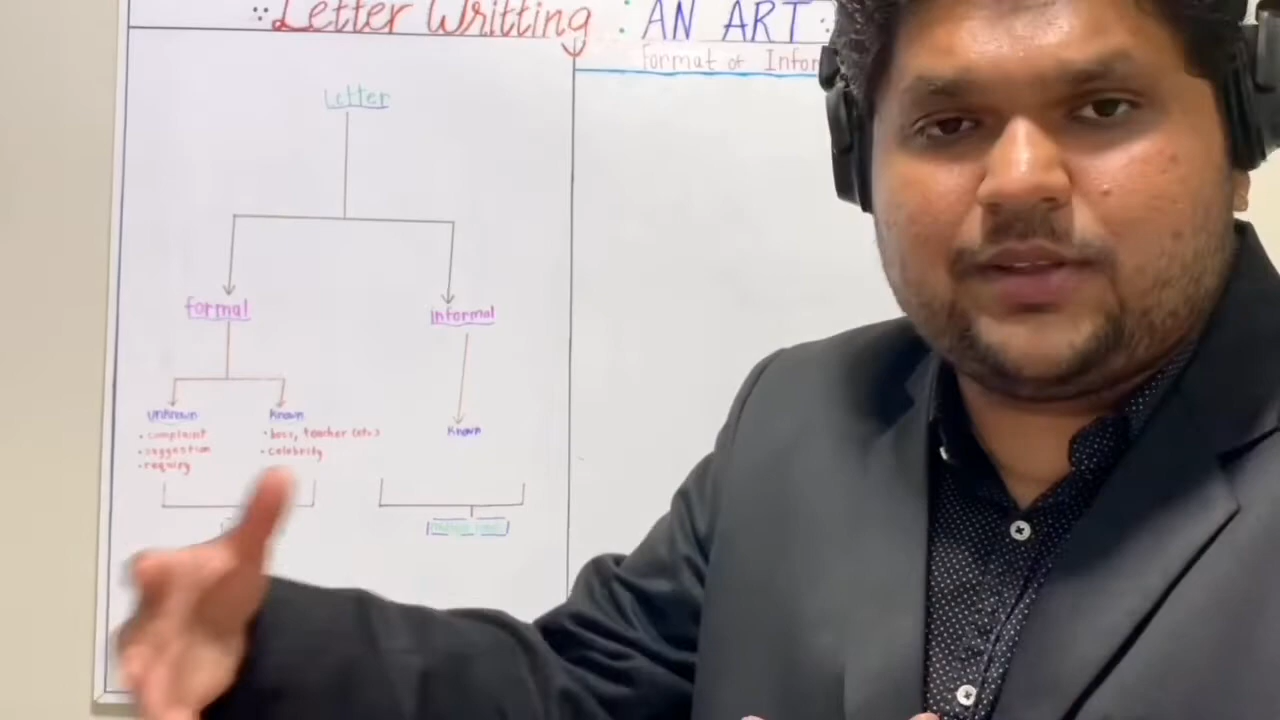 Letter Writting : AN ART :
Format of Infor
Letter
formal
Informal
Unknown
• complaint
• suggestion
• requiry
Known
• boss, teacher (etc.)
• celebrity
Known